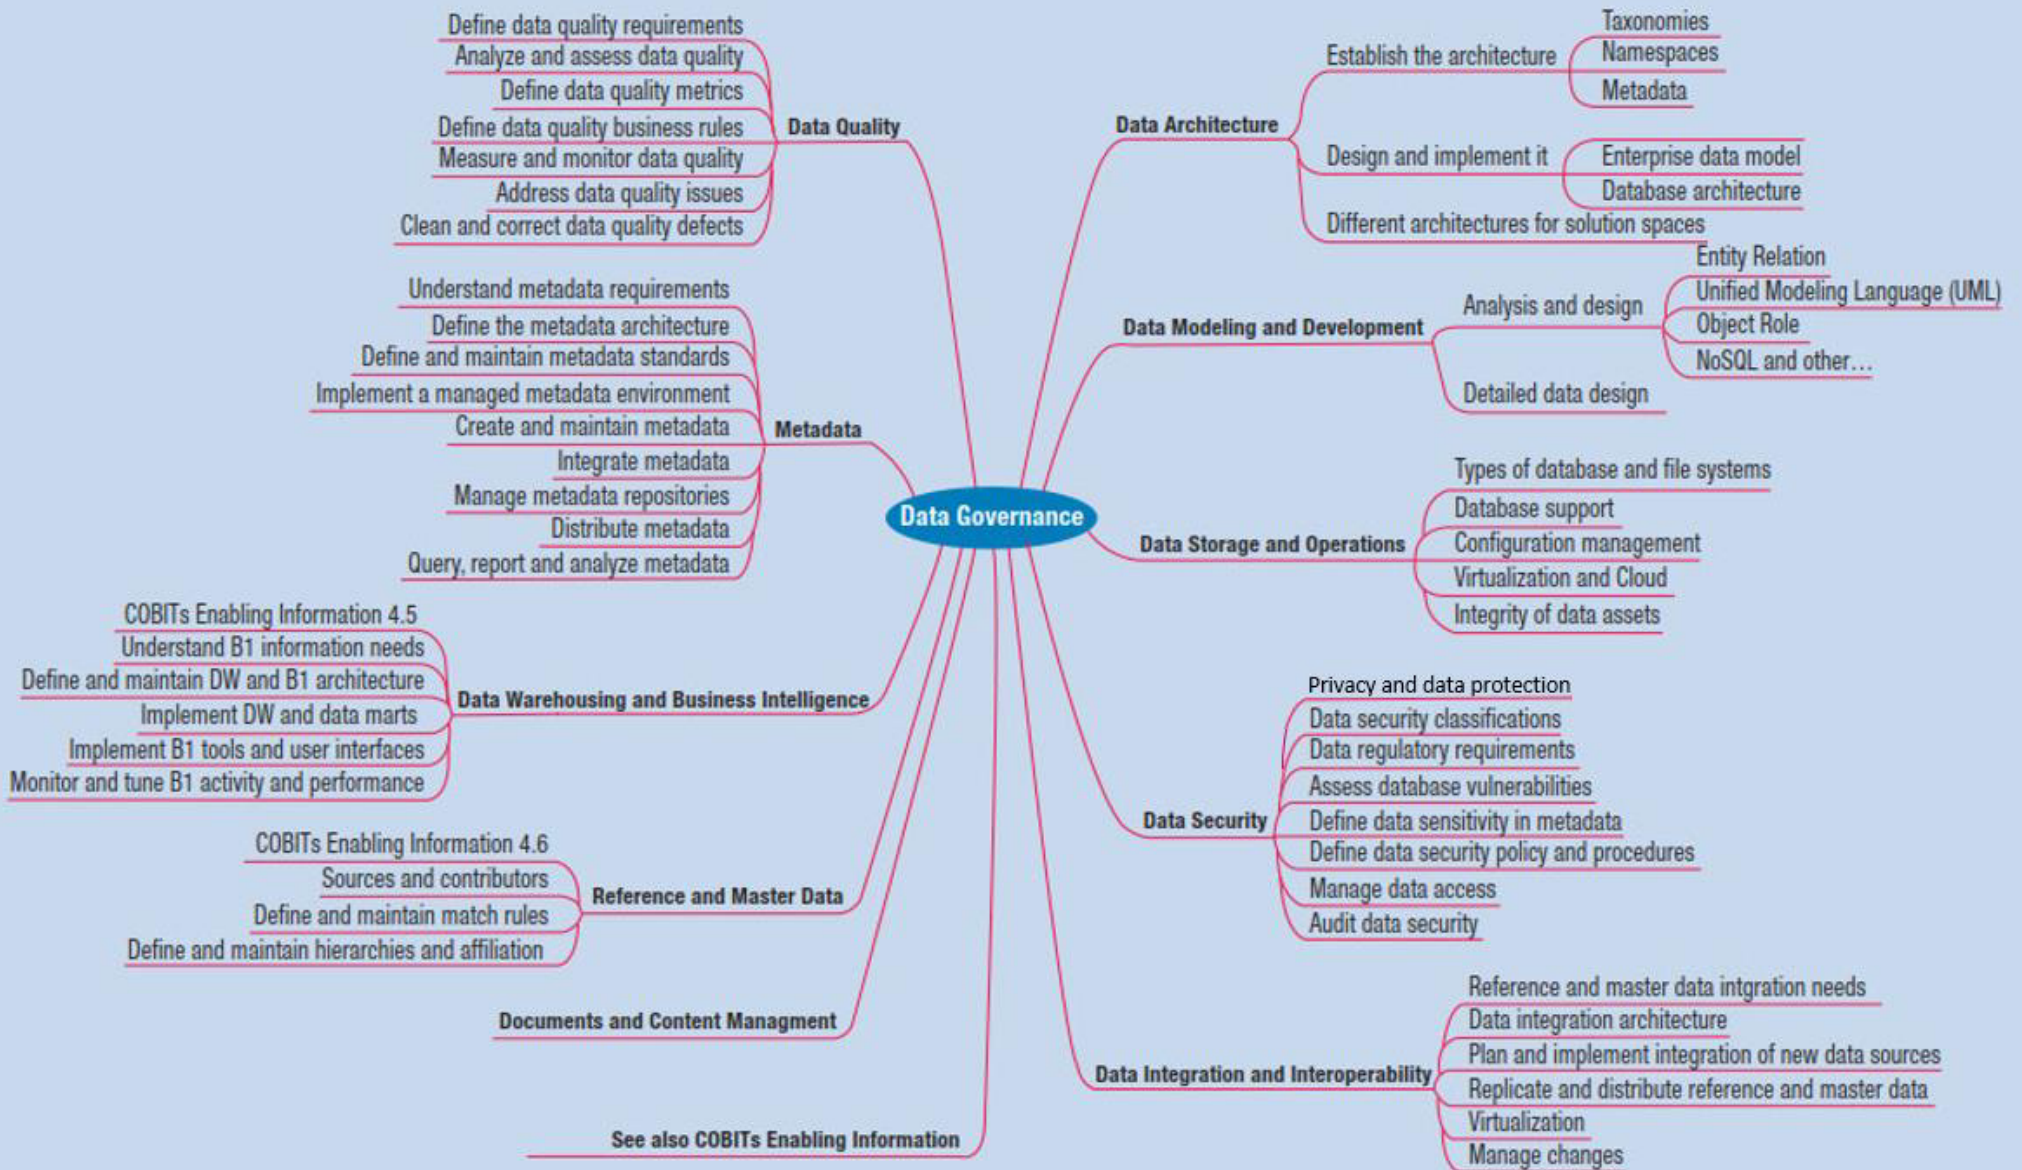 Define data quality requirements
Analyze and assess data quality
Define data quality metrics
Define data quality business rules
Measure and monitor data quality
Address data quality issues
Clean and correct data quality defects
Data Quality
Understand metadata requirements
Define the metadata architecture
Define and maintain metadata standards
Implement a managed metadata environment
Create and maintain metadata
Integrate metadata
Manage metadata repositories
Distribute metadata
Query, report and analyze metadata
Metadata
COBITs Enabling Information 4.5
Understand B1 information needs
Define and maintain DW and B1 architecture
Implement DW and data marts
Implement B1 tools and user interfaces
Monitor and tune B1 activity and performance
Data Warehousing and Business Intelligence
COBITs Enabling Information 4.6
Sources and contributors
Define and maintain match rules
Define and maintain hierarchies and affiliation
Reference and Master Data
Documents and Content Managment
See also COBITs Enabling Information
Data Governance
Data Architecture
Establish the architecture
Taxonomies
Namespaces
Metadata
Design and implement it
Enterprise data model
Database architecture
Different architectures for solution spaces
Data Modeling and Development
Analysis and design
Entity Relation
Unified Modeling Language (UML)
Object Role
NoSQL and other...
Detailed data design
Data Storage and Operations
Types of database and file systems
Database support
Configuration management
Virtualization and Cloud
Integrity of data assets
Data Security
Privacy and data protection
Data security classifications
Data regulatory requirements
Assess database vulnerabilities
Define data sensitivity in metadata
Define data security policy and procedures
Manage data access
Audit data security
Data Integration and Interoperability
Reference and master data intgration needs
Data integration architecture
Plan and implement integration of new data sources
Replicate and distribute reference and master data
Virtualization
Manage changes